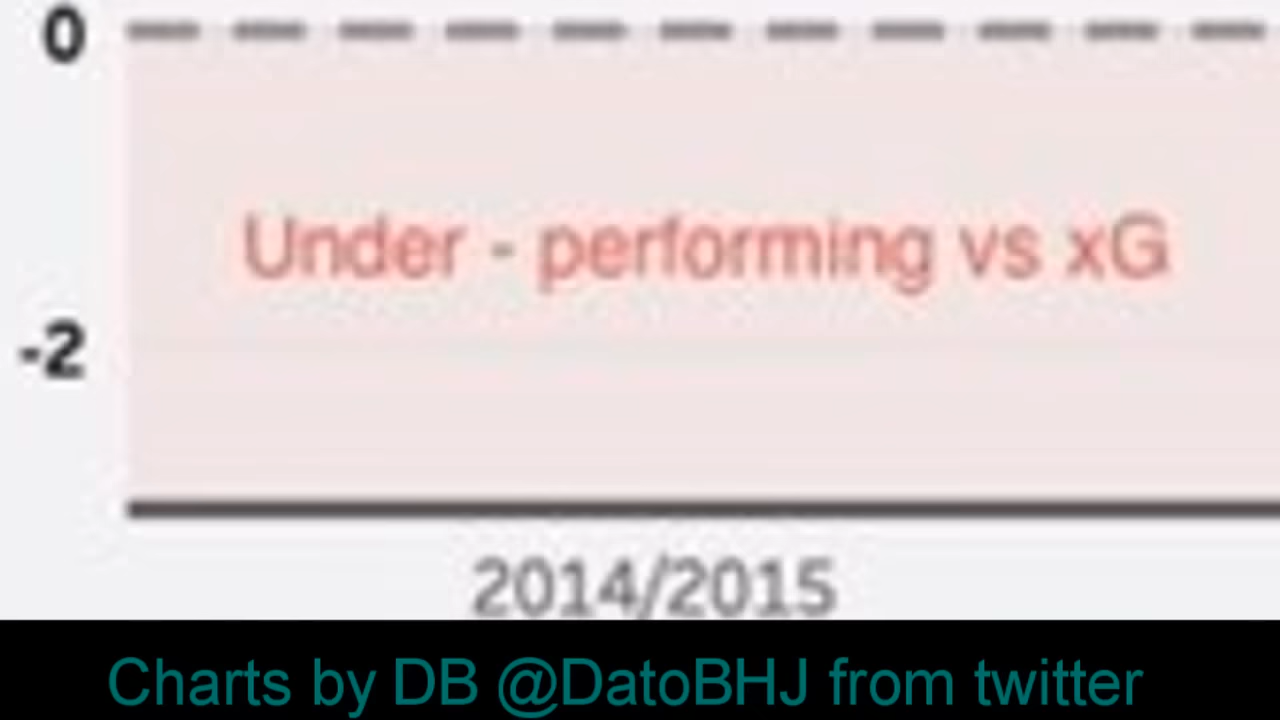 0
Under - performing vs xG
-2
2014/2015
Charts by DB @DatoBHJ from twitter